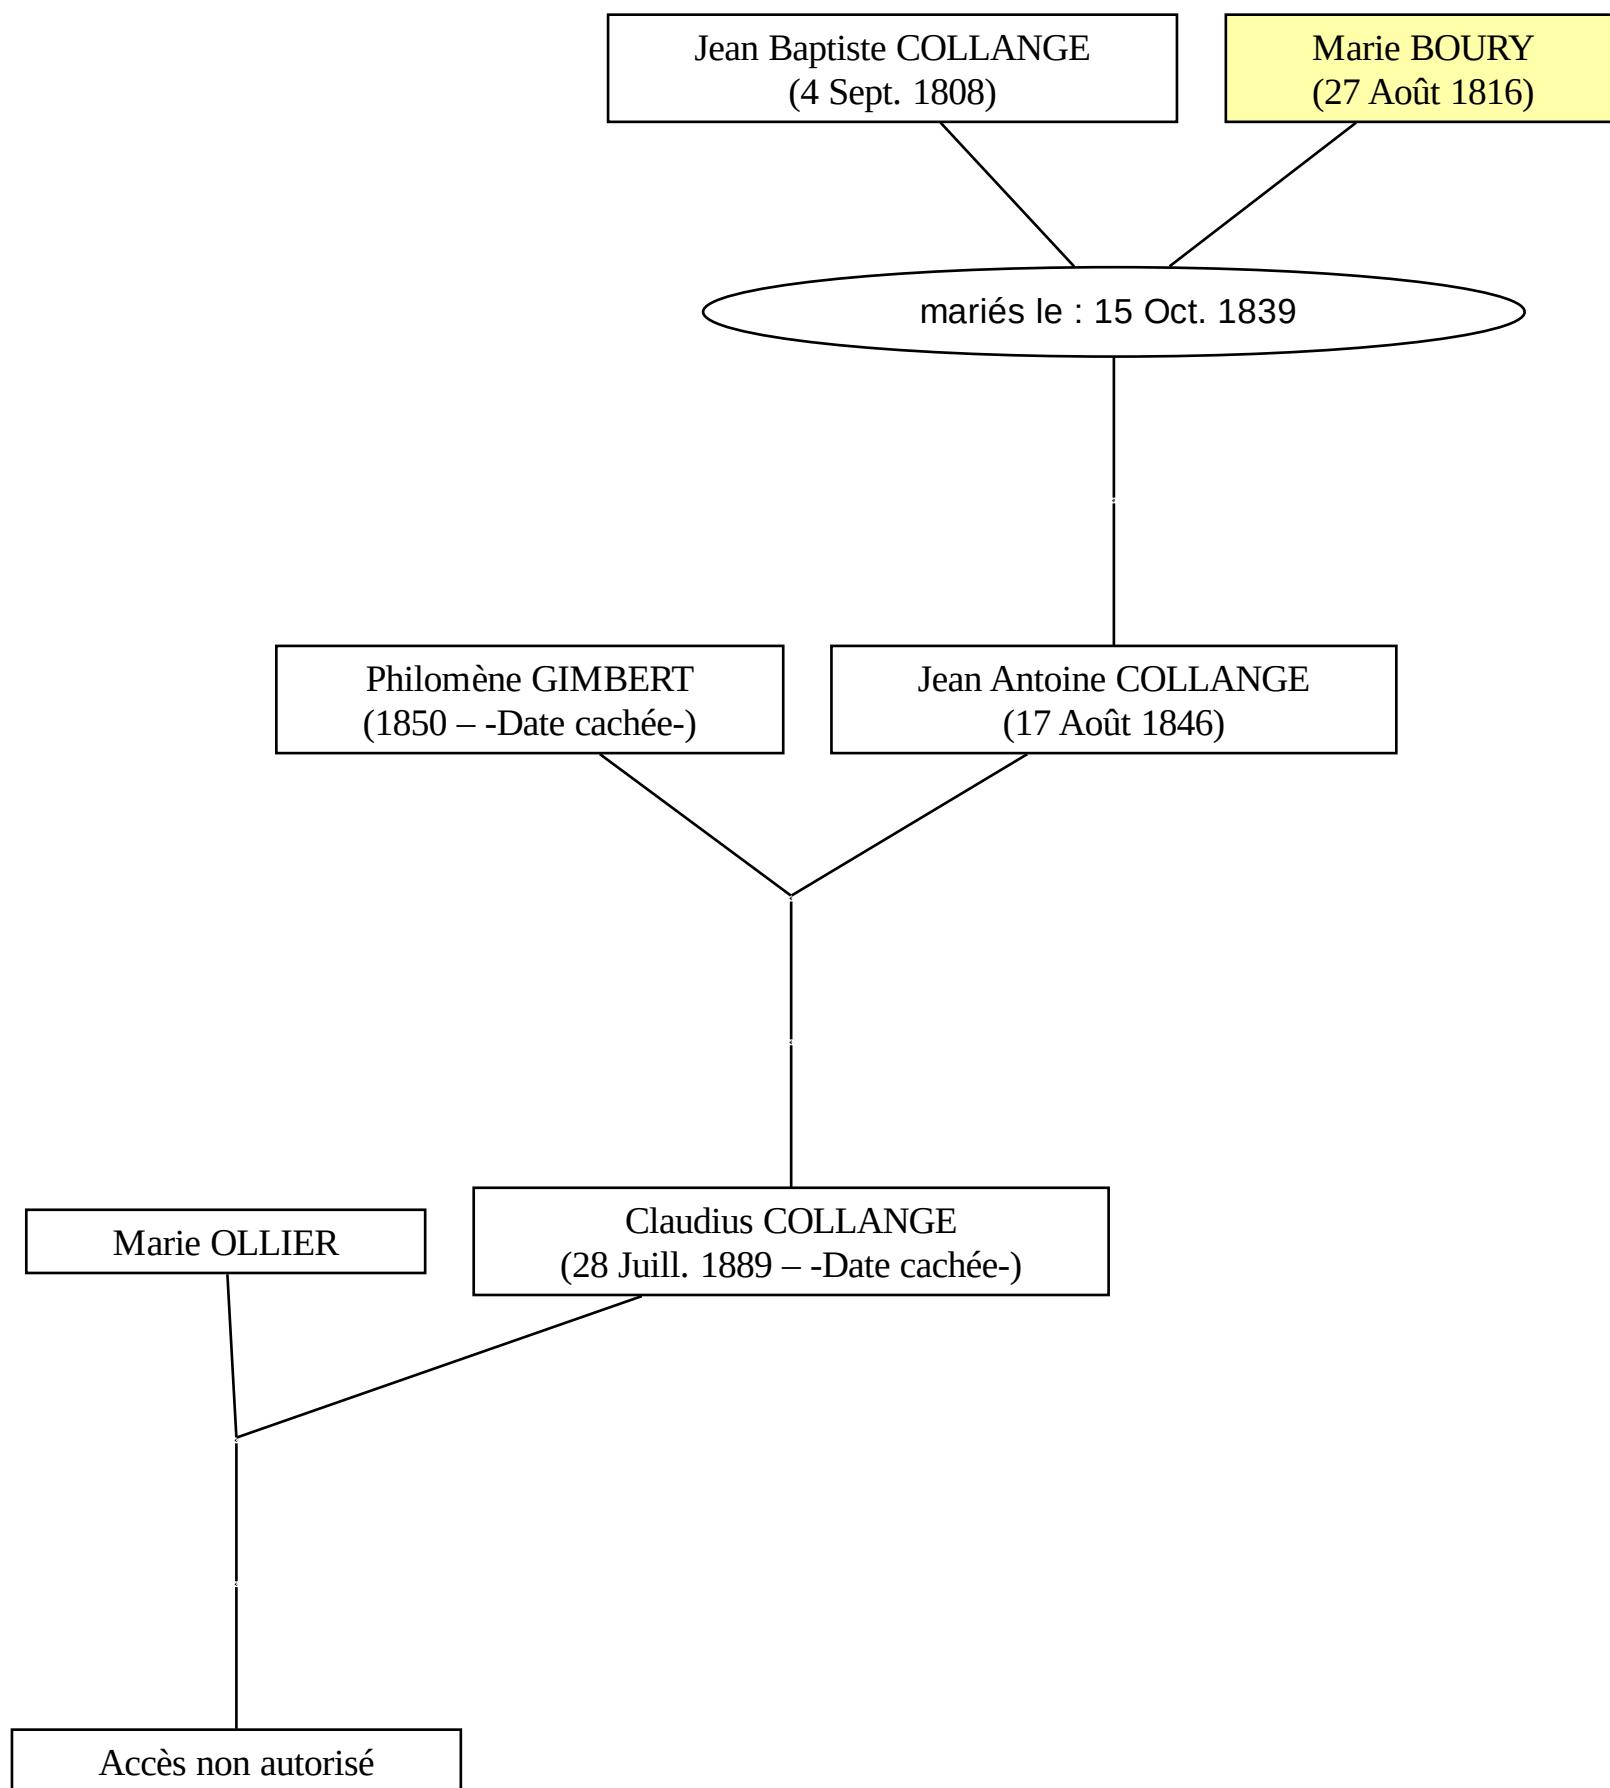 Jean Baptiste COLLANGE
(4 Sept. 1808)
Marie BOURY
(27 Août 1816)
mariés le : 15 Oct. 1839
Philomène GIMBERT
(1850 – -Date cachée-)
Jean Antoine COLLANGE
(17 Août 1846)
Marie OLLIER
Claudius COLLANGE
(28 Juill. 1889 – -Date cachée-)
Accès non autorisé